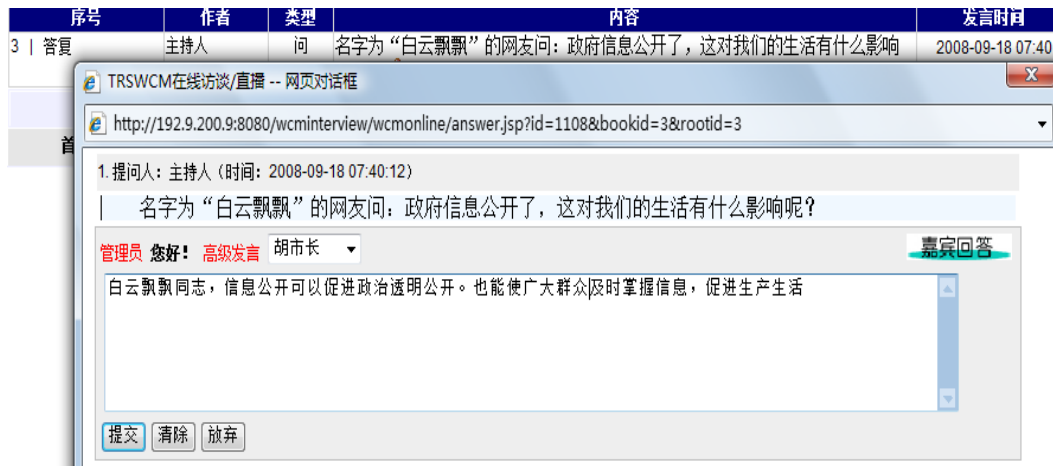 序号 作者 类型 内容 发言时间
3 | 答复 主持人 问 名字为“白云飘飘”的网友问：政府信息公开了，这对我们的生活有什么影响 2008-09-18 07:40
TRSWCM在线访谈/直播 -- 网页对话框
http://192.9.200.9:8080/wcminterview/wcmonline/answer.jsp?id=1108&bookid=3&rootid=3
首
1. 提问人：主持人（时间：2008-09-18 07:40:12）
名字为“白云飘飘”的网友问：政府信息公开了，这对我们的生活有什么影响呢？
管理员 您好！ 高级发言 胡市长 嘉宾回答
白云飘飘同志，信息公开可以促进政治透明公开。也能使广大群众及时掌握信息，促进生产生活
提交 清除 放弃